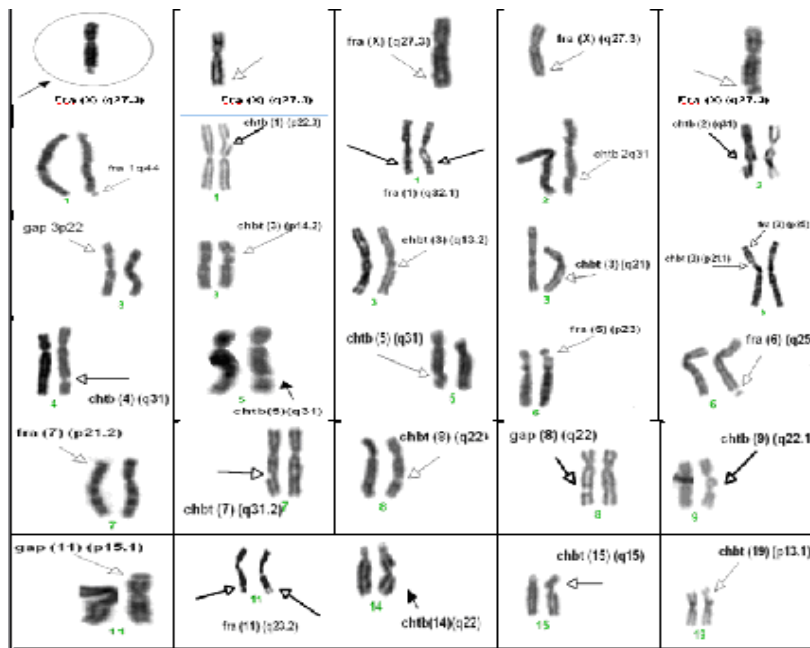 Fra (X) (q27.3)
Fra (X) (q27.3)
fra (X) (q27.3)
fra (X) (q27.3)
Fra (X) (q27.3)
fra 1q44
1
chtb (1) (p22.3)
1
1
fra (1) (q32.1)
chtb 2q31
2
chtb (2) (q31)
2
gap 3p22
3
chbt (3) (p14.2)
3
chbt (3) (q13.2)
3
chbt (3) (q21)
3
fra (3) (p25)
chbt (3) (p21.1)
3
4
chtb (4) (q31)
5
chtb(5)(q31)
chtb (5) (q31)
5
fra (6) (p23)
6
fra (6) (q25
6
fra (7) (p21.2)
7
7
chbt (7) (q31.2)
chbt (8) (q22)
8
gap (8) (q22)
8
chtb (9) (q22.1
9
gap (11) (p15.1)
11
11
fra (11) (q23.2)
14
chtb(14)(q22)
chbt (15) (q15)
15
chbt (19) [p13.1)
19